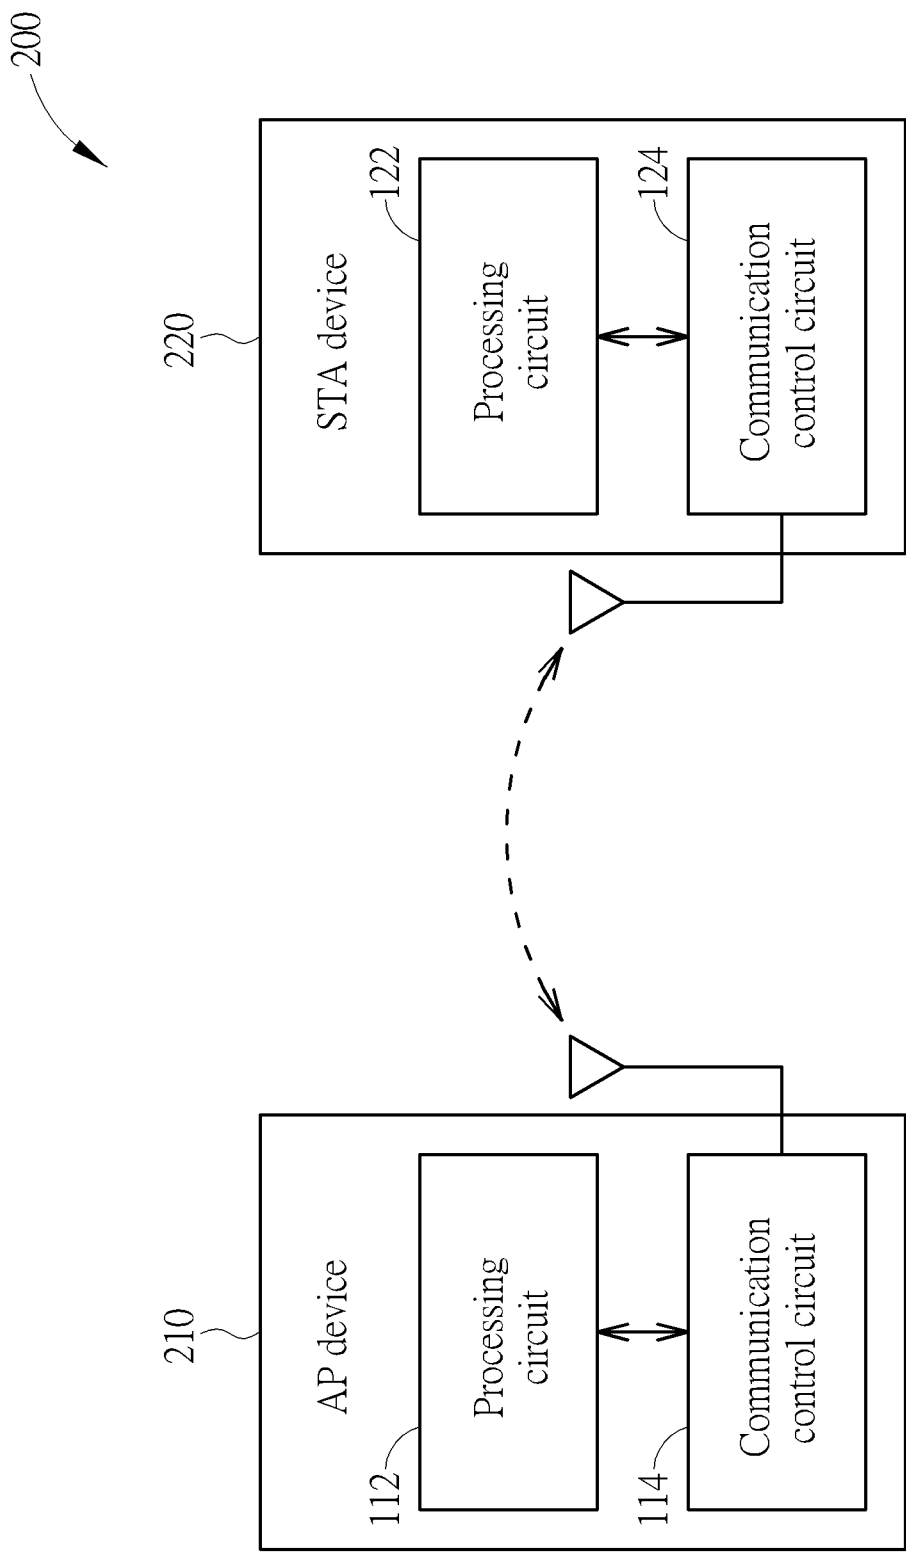 200
210
AP device
112
Processing
circuit
114
Communication
control circuit
220
STA device
122
Processing
circuit
124
Communication
control circuit